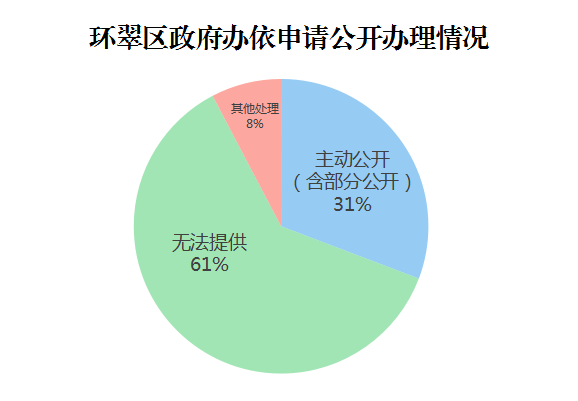 环翠区政府办依申请公开办理情况
其他处理
8%
主动公开
（含部分公开）
31%
无法提供
61%